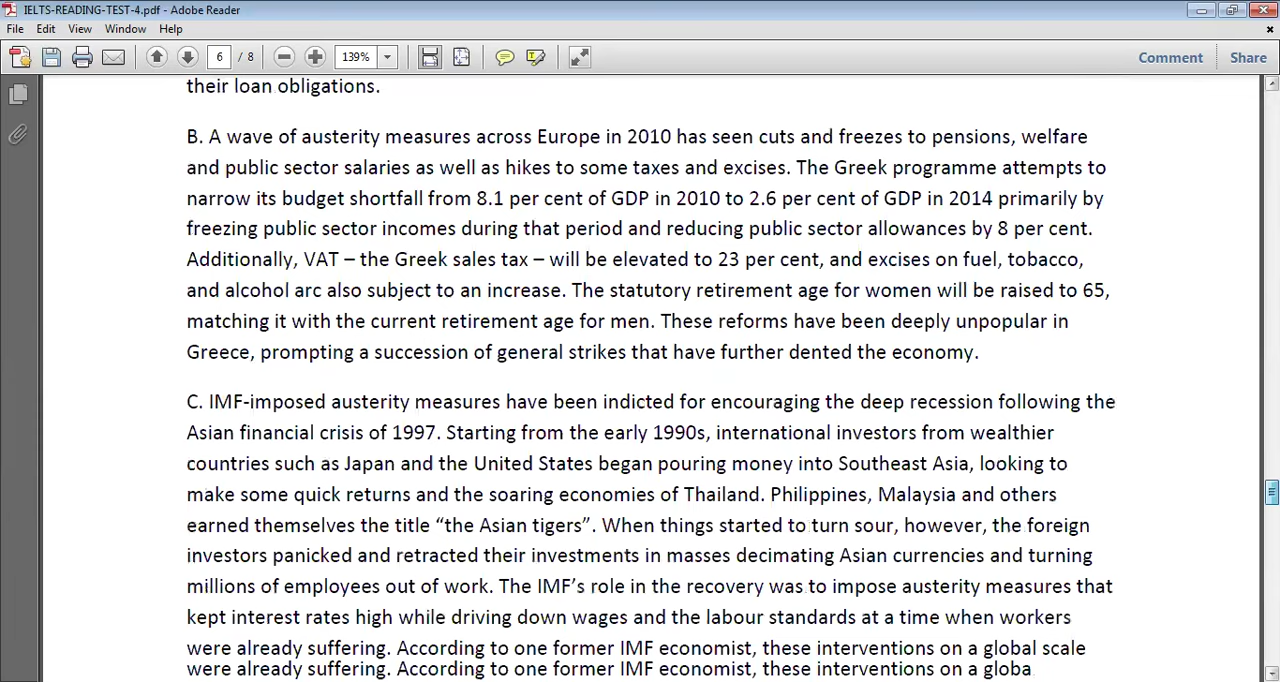 IELTS-READING-TEST-4.pdf - Adobe Reader
File Edit View Window Help
6 / 8 139% Comment Share
their loan obligations.
B. A wave of austerity measures across Europe in 2010 has seen cuts and freezes to pensions, welfare
and public sector salaries as well as hikes to some taxes and excises. The Greek programme attempts to
narrow its budget shortfall from 8.1 per cent of GDP in 2010 to 2.6 per cent of GDP in 2014 primarily by
freezing public sector incomes during that period and reducing public sector allowances by 8 per cent.
Additionally, VAT – the Greek sales tax – will be elevated to 23 per cent, and excises on fuel, tobacco,
and alcohol arc also subject to an increase. The statutory retirement age for women will be raised to 65,
matching it with the current retirement age for men. These reforms have been deeply unpopular in
Greece, prompting a succession of general strikes that have further dented the economy.
C. IMF-imposed austerity measures have been indicted for encouraging the deep recession following the
Asian financial crisis of 1997. Starting from the early 1990s, international investors from wealthier
countries such as Japan and the United States began pouring money into Southeast Asia, looking to
make some quick returns and the soaring economies of Thailand. Philippines, Malaysia and others
earned themselves the title “the Asian tigers”. When things started to turn sour, however, the foreign
investors panicked and retracted their investments in masses decimating Asian currencies and turning
millions of employees out of work. The IMF’s role in the recovery was to impose austerity measures that
kept interest rates high while driving down wages and the labour standards at a time when workers
were already suffering. According to one former IMF economist, these interventions on a global scale
were already suffering. According to one former IMF economist, these interventions on a globa